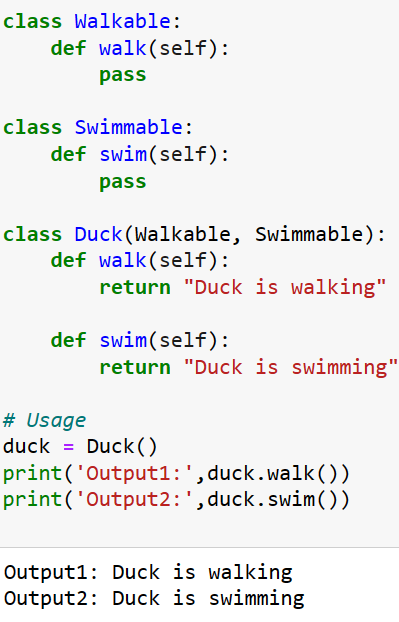 class Walkable:
    def walk(self):
        pass

class Swimmable:
    def swim(self):
        pass

class Duck(Walkable, Swimmable):
    def walk(self):
        return "Duck is walking"

    def swim(self):
        return "Duck is swimming"

# Usage
duck = Duck()
print('Output1:',duck.walk())
print('Output2:',duck.swim())

Output1: Duck is walking
Output2: Duck is swimming